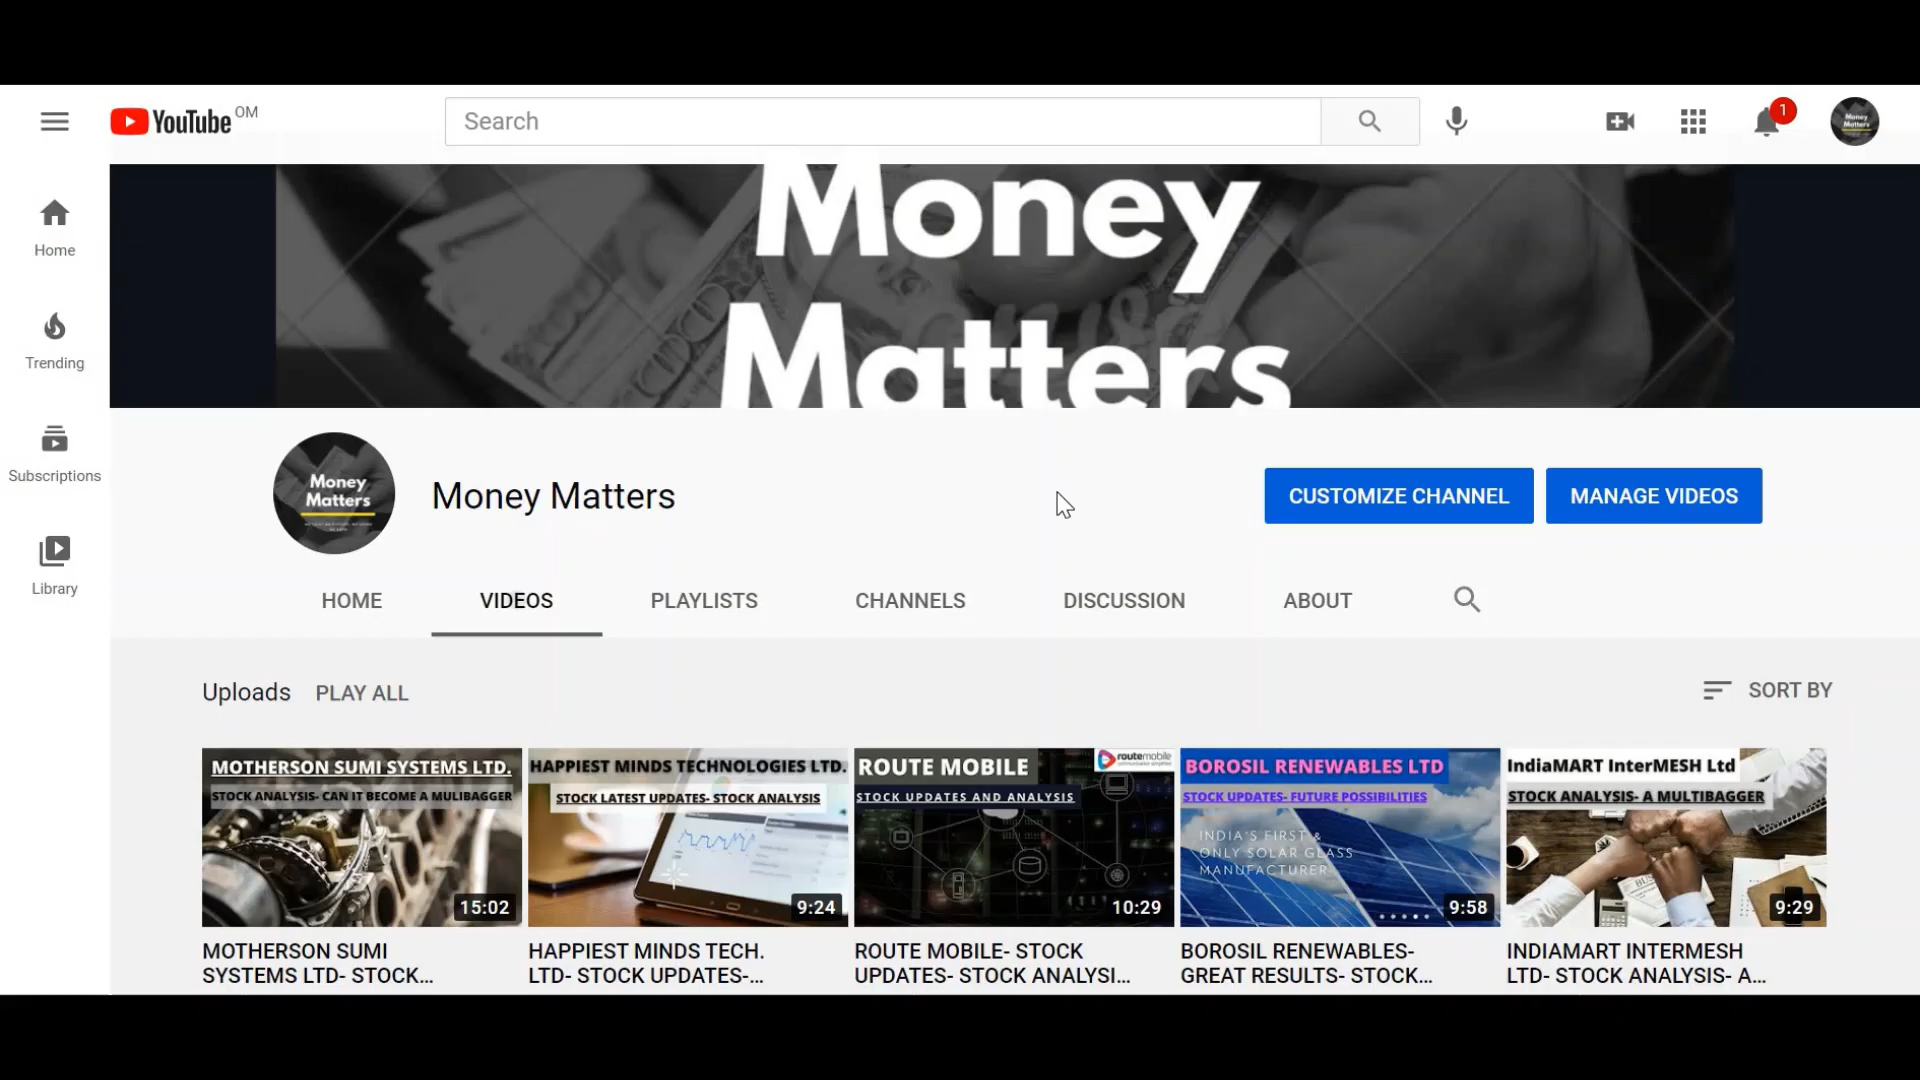 YouTube OM
Search
1
Money
Matters
Home
Trending
Subscriptions
Library
Money
Matters
Money
Matters
Money Matters
CUSTOMIZE CHANNEL
MANAGE VIDEOS
HOME
VIDEOS
PLAYLISTS
CHANNELS
DISCUSSION
ABOUT
Uploads
PLAY ALL
SORT BY
MOTHERSON SUMI SYSTEMS LTD.
STOCK ANALYSIS- CAN IT BECOME A MULIBAGGER
15:02
HAPPIEST MINDS TECHNOLOGIES LTD.
STOCK LATEST UPDATES- STOCK ANALYSIS
9:24
ROUTE MOBILE
routemobile
STOCK UPDATES AND ANALYSIS
10:29
BOROSIL RENEWABLES LTD
STOCK UPDATES- FUTURE POSSIBILITIES
INDIA'S FIRST &
ONLY SOLAR GLASS
MANUFACTURER
9:58
IndiaMART InterMESH Ltd
STOCK ANALYSIS- A MULTIBAGGER
9:29
MOTHERSON SUMI
SYSTEMS LTD- STOCK...
HAPPIEST MINDS TECH.
LTD- STOCK UPDATES-...
ROUTE MOBILE- STOCK
UPDATES- STOCK ANALYSI...
BOROSIL RENEWABLES-
GREAT RESULTS- STOCK...
INDIAMART INTERMESH
LTD- STOCK ANALYSIS- A...